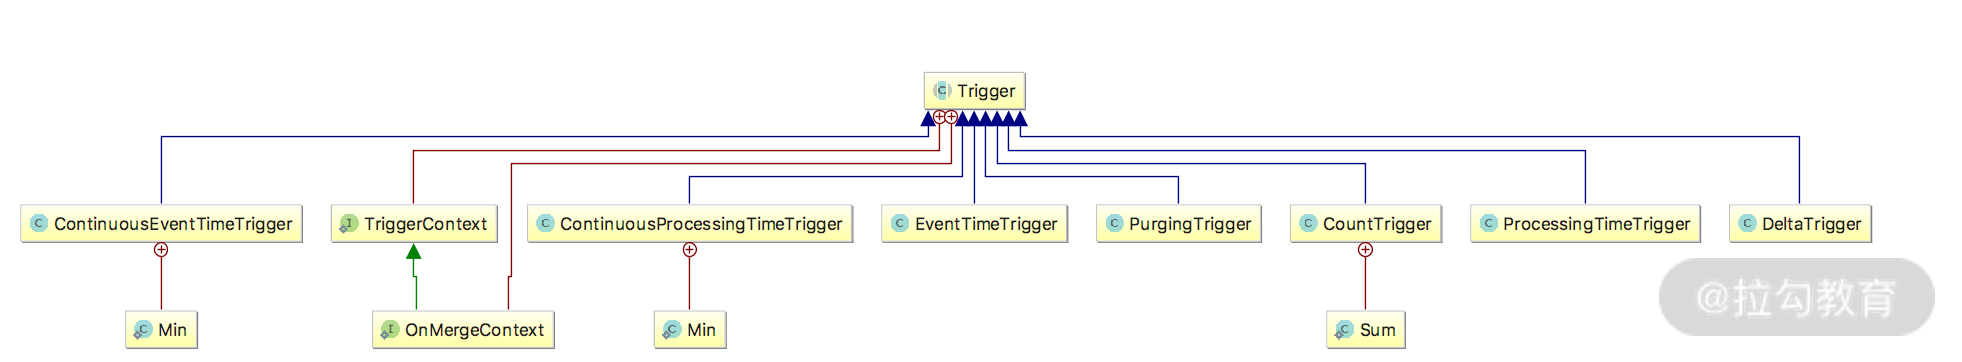 Trigger
ContinuousEventTimeTrigger
TriggerContext
ContinuousProcessingTimeTrigger
EventTimeTrigger
PurgingTrigger
CountTrigger
ProcessingTimeTrigger
DeltaTrigger
Min
OnMergeContext
Min
Sum
@拉勾教育